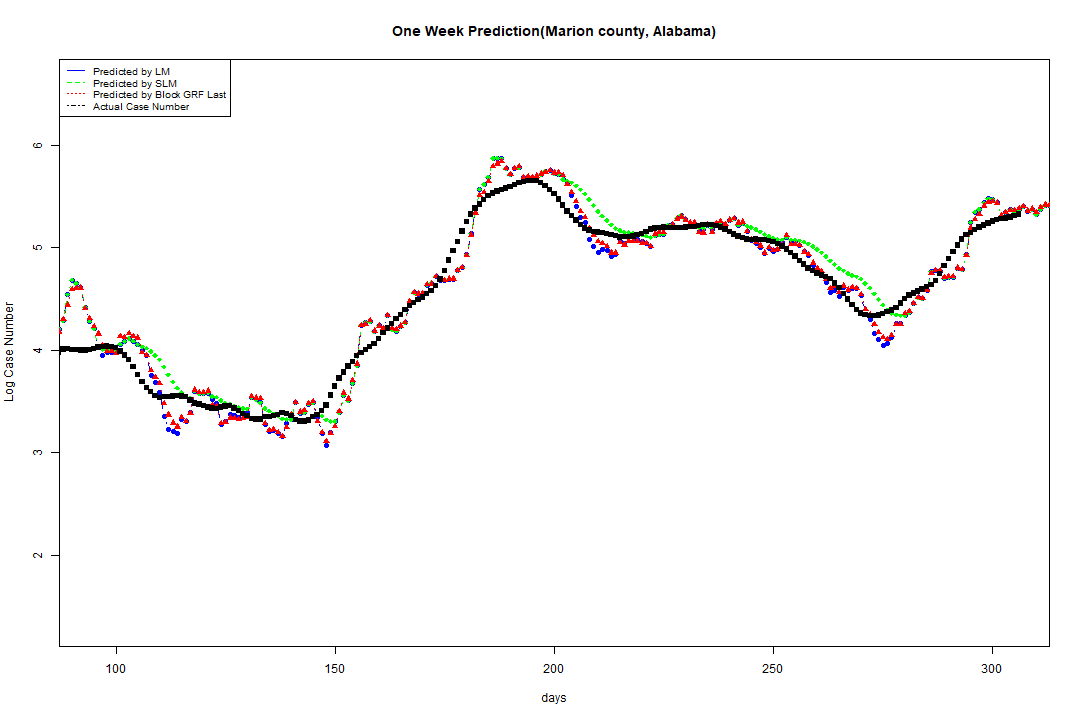 One Week Prediction(Marion county, Alabama)
Predicted by LM
Predicted by SLM
Predicted by Block GRF Last
Actual Case Number
6
5
4
3
2
Log Case Number
100 150 200 250 300
days